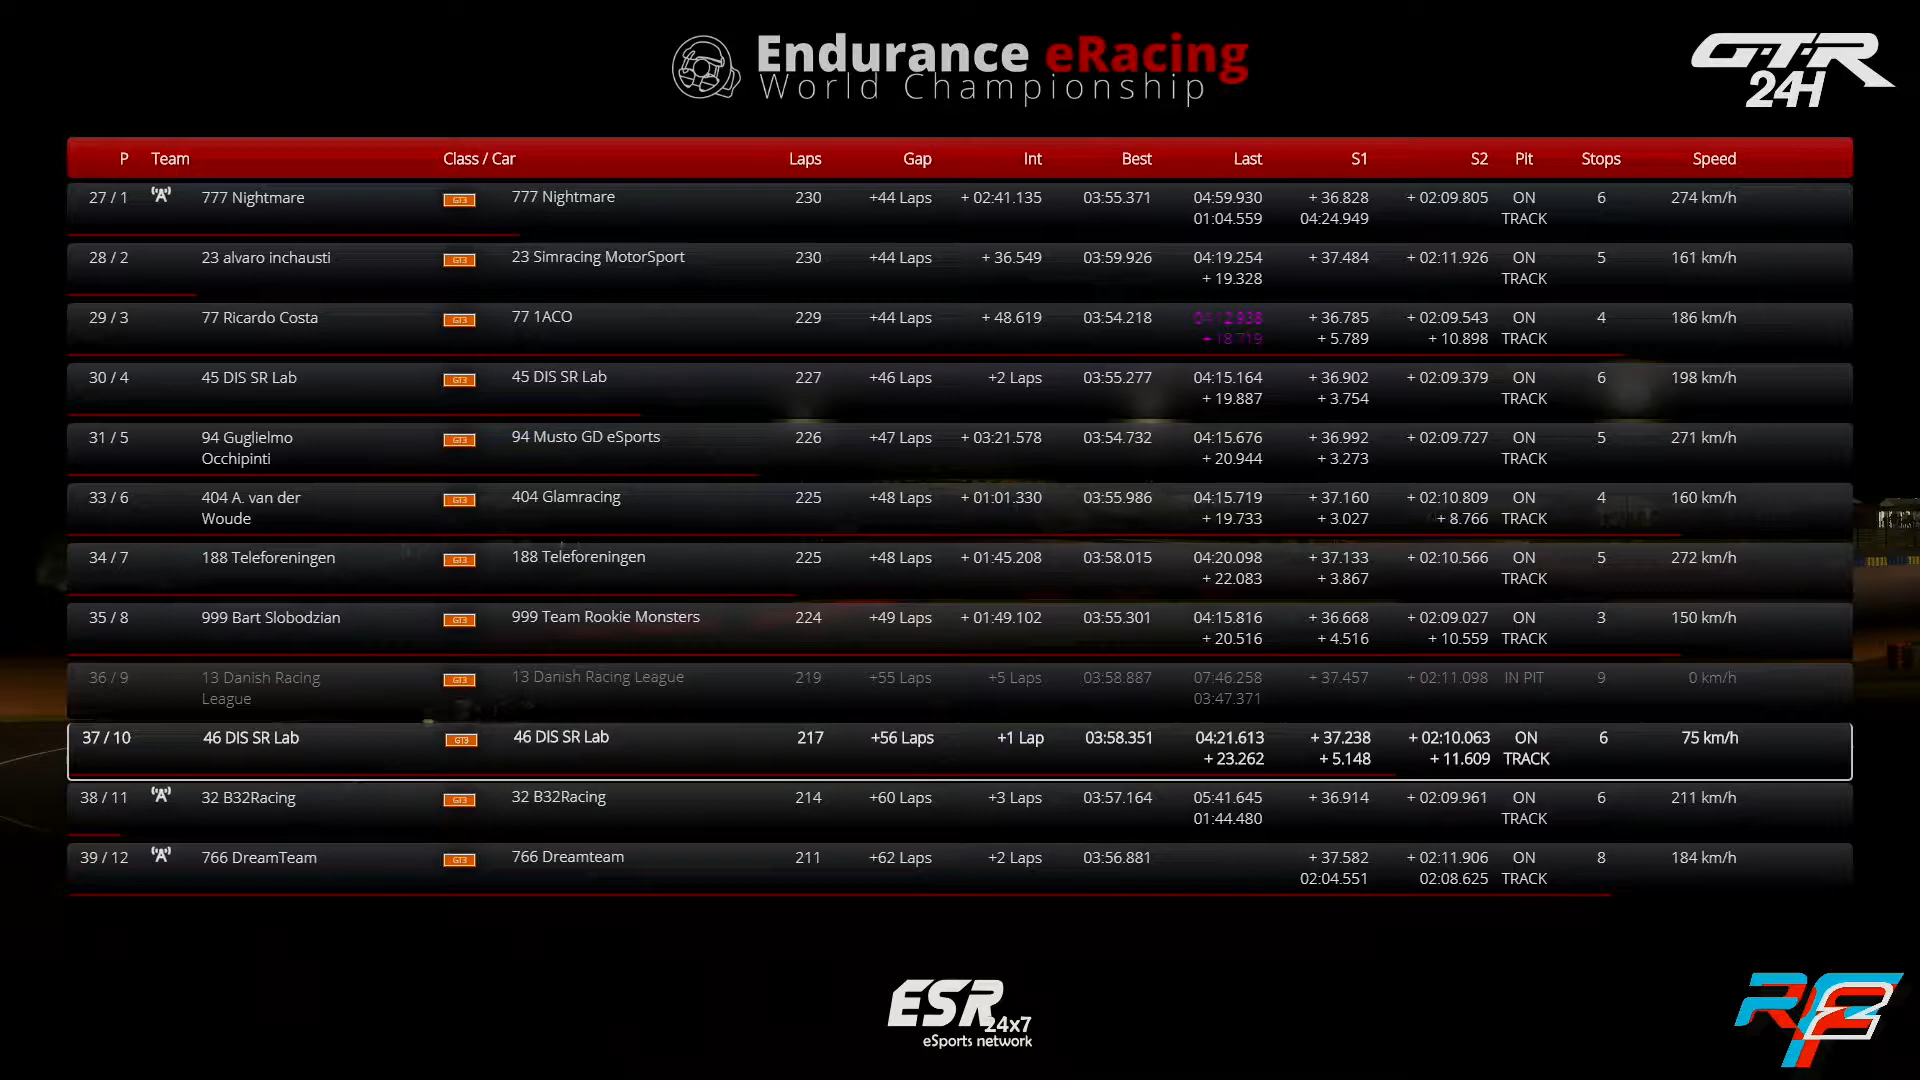 Endurance eRacing
World Championship
GTR
24H
P Team Class / Car Laps Gap Int Best Last S1 S2 Pit Stops Speed
27 / 1 777 Nightmare GT3 777 Nightmare 230 +44 Laps + 02:41.135 03:55.371 04:59.930 + 36.828 + 02:09.805 ON 6 274 km/h
01:04.559 04:24.949 TRACK
28 / 2 23 alvaro inchausti GT3 23 Simracing MotorSport 230 +44 Laps + 36.549 03:59.926 04:19.254 + 37.484 + 02:11.926 ON 5 161 km/h
+ 19.328 TRACK
29 / 3 77 Ricardo Costa GT3 77 1ACO 229 +44 Laps + 48.619 03:54.218 04:12.938 + 36.785 + 02:09.543 ON 4 186 km/h
+ 18.719 + 5.789 + 10.898 TRACK
30 / 4 45 DIS SR Lab GT3 45 DIS SR Lab 227 +46 Laps +2 Laps 03:55.277 04:15.164 + 36.902 + 02:09.379 ON 6 198 km/h
+ 19.887 + 3.754 TRACK
31 / 5 94 Guglielmo GT3 94 Musto GD eSports 226 +47 Laps + 03:21.578 03:54.732 04:15.676 + 36.992 + 02:09.727 ON 5 271 km/h
Occhipinti + 20.944 + 3.273 TRACK
33 / 6 404 A. van der GT3 404 Glamracing 225 +48 Laps + 01:01.330 03:55.986 04:15.719 + 37.160 + 02:10.809 ON 4 160 km/h
Woude + 19.733 + 3.027 + 8.766 TRACK
34 / 7 188 Teleforeningen GT3 188 Teleforeningen 225 +48 Laps + 01:45.208 03:58.015 04:20.098 + 37.133 + 02:10.566 ON 5 272 km/h
+ 22.083 + 3.867 TRACK
35 / 8 999 Bart Slobodzian GT3 999 Team Rookie Monsters 224 +49 Laps + 01:49.102 03:55.301 04:15.816 + 36.668 + 02:09.027 ON 3 150 km/h
+ 20.516 + 4.516 + 10.559 TRACK
36 / 9 13 Danish Racing GT3 13 Danish Racing League 219 +55 Laps +5 Laps 03:58.887 07:46.258 + 37.457 + 02:11.098 IN PIT 9 0 km/h
League 03:47.371
37 / 10 46 DIS SR Lab GT3 46 DIS SR Lab 217 +56 Laps +1 Lap 03:58.351 04:21.613 + 37.238 + 02:10.063 ON 6 75 km/h
+ 23.262 + 5.148 + 11.609 TRACK
38 / 11 32 B32Racing GT3 32 B32Racing 214 +60 Laps +3 Laps 03:57.164 05:41.645 + 36.914 + 02:09.961 ON 6 211 km/h
01:44.480 TRACK
39 / 12 766 DreamTeam GT3 766 Dreamteam 211 +62 Laps +2 Laps 03:56.881 + 37.582 + 02:11.906 ON 8 184 km/h
02:04.551 02:08.625 TRACK
ESR
24x7
eSports network
RF2